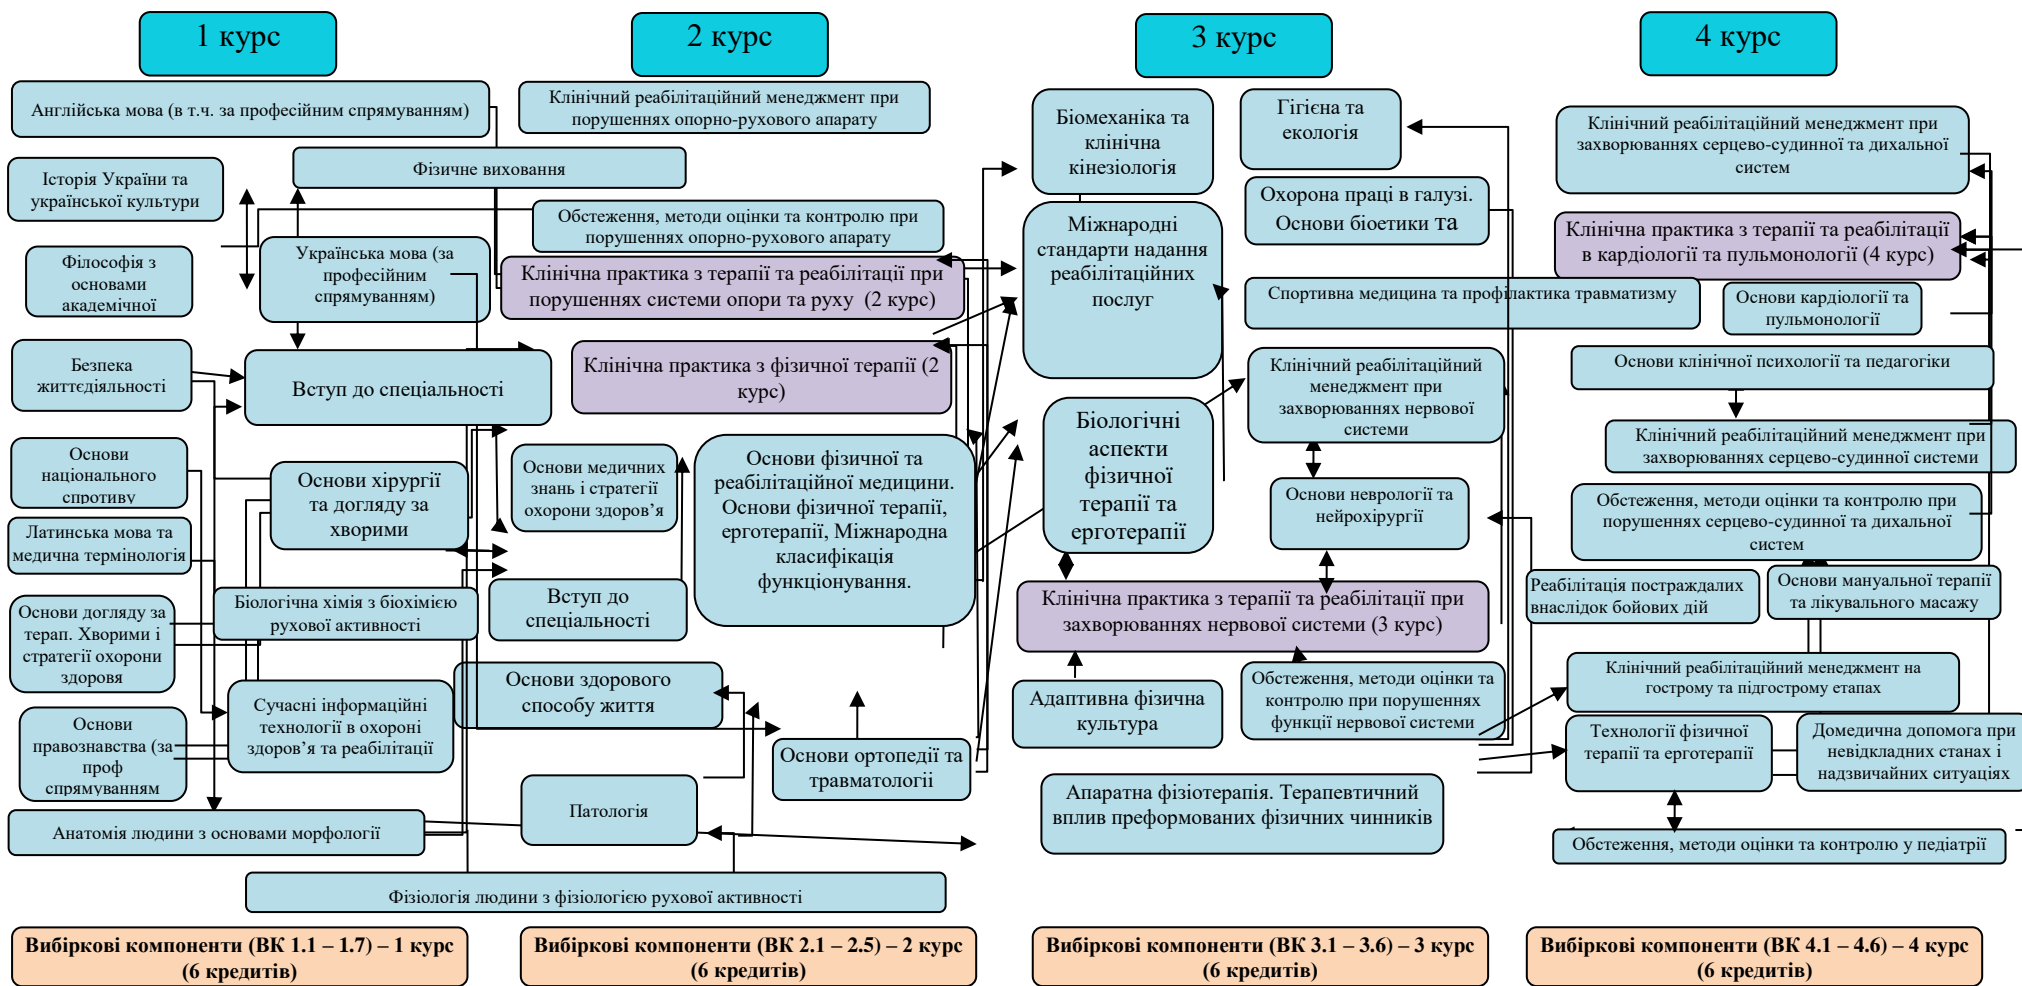 1 курс
2 курс
3 курс
4 курс
Англійська мова (в т.ч. за професійним спрямуванням)
Історія України та
української культури
Філософія з
основами
академічної
Безпека
життєдіяльності
Основи
національного
спротиву
Латинська мова та
медична термінологія
Основи догляду за
терап. Хворими і
стратегії охорони
здоровя
Основи
правознавства (за
проф
спрямуванням
Анатомія людини з основами морфології
Фізичне виховання
Українська мова (за
професійним
спрямуванням)
Вступ до спеціальності
Основи хірургії
та догляду за
хворими
Біологічна хімія з біохімією
рухової активності
Сучасні інформаційні
технології в охороні
здоров’я та реабілітації
Фізіологія людини з фізіологією рухової активності
Клінічний реабілітаційний менеджмент при
порушеннях опорно-рухового апарату
Обстеження, методи оцінки та контролю при
порушеннях опорно-рухового апарату
Клінічна практика з терапії та реабілітації при
порушеннях системи опори та руху (2 курс)
Клінічна практика з фізичної терапії (2
курс)
Основи медичних
знань і стратегії
охорони здоров’я
Основи фізичної та
реабілітаційної медицини.
Основи фізичної терапії,
ерготерапії, Міжнародна
класифікація
функціонування.
Вступ до
спеціальності
Основи здорового
способу життя
Основи ортопедії та
травматології
Патологія
Біомеханіка та
клінічна
кінезіологія
Гігієна та
екологія
Міжнародні
стандарти надання
реабілітаційних
послуг
Охорона праці в галузі.
Основи біоетики та
Спортивна медицина та профілактика травматизму
Клінічний реабілітаційний
менеджмент при
захворюваннях нервової
системи
Біологічні
аспекти
фізичної
терапії та
ерготерапії
Основи неврології та
нейрохірургії
Клінічна практика з терапії та реабілітації при
захворюваннях нервової системи (3 курс)
Адаптивна фізична
культура
Обстеження, методи оцінки та
контролю при порушеннях
функції нервової системи
Апаратна фізіотерапія. Терапевтичний
вплив преформованих фізичних чинників
Клінічний реабілітаційний менеджмент при
захворюваннях серцево-судинної та дихальної
систем
Клінічна практика з терапії та реабілітації
в кардіології та пульмонології (4 курс)
Основи кардіології та
пульмонології
Основи клінічної психології та педагогіки
Клінічний реабілітаційний менеджмент при
захворюваннях серцево-судинної системи
Обстеження, методи оцінки та контролю при
порушеннях серцево-судинної та дихальної
систем
Реабілітація постраждалих
внаслідок бойових дій
Основи мануальної терапії
та лікувального масажу
Клінічний реабілітаційний менеджмент на
гострому та підгострому етапах
Технології фізичної
терапії та ерготерапії
Домедична допомога при
невідкладних станах і
надзвичайних ситуаціях
Обстеження, методи оцінки та контролю у педіатрії
Вибіркові компоненти (ВК 1.1 – 1.7) – 1 курс
(6 кредитів)
Вибіркові компоненти (ВК 2.1 – 2.5) – 2 курс
(6 кредитів)
Вибіркові компоненти (ВК 3.1 – 3.6) – 3 курс
(6 кредитів)
Вибіркові компоненти (ВК 4.1 – 4.6) – 4 курс
(6 кредитів)